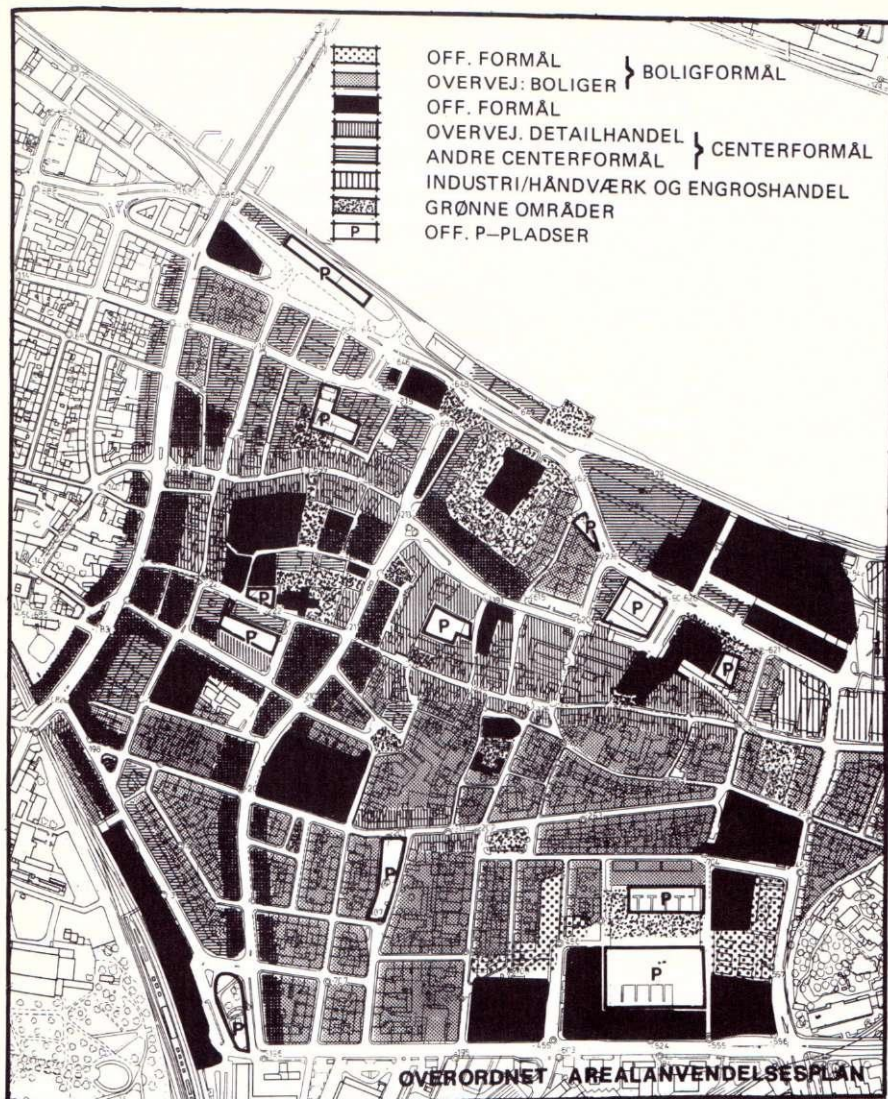 OFF. FORMÅL
OVERVEJ: BOLIGER } BOLIGFORMÅL
OFF. FORMÅL
OVERVEJ. DETAILHANDEL
ANDRE CENTERFORMÅL } CENTERFORMÅL
INDUSTRI/HÅNDVÆRK OG ENGROSHANDEL
GRØNNE OMRÅDER
P OFF. P–PLADSER
P
P
P
P
P
P
P
P
P
P
P
P
OVERORDNET AREALANVENDELSESPLAN